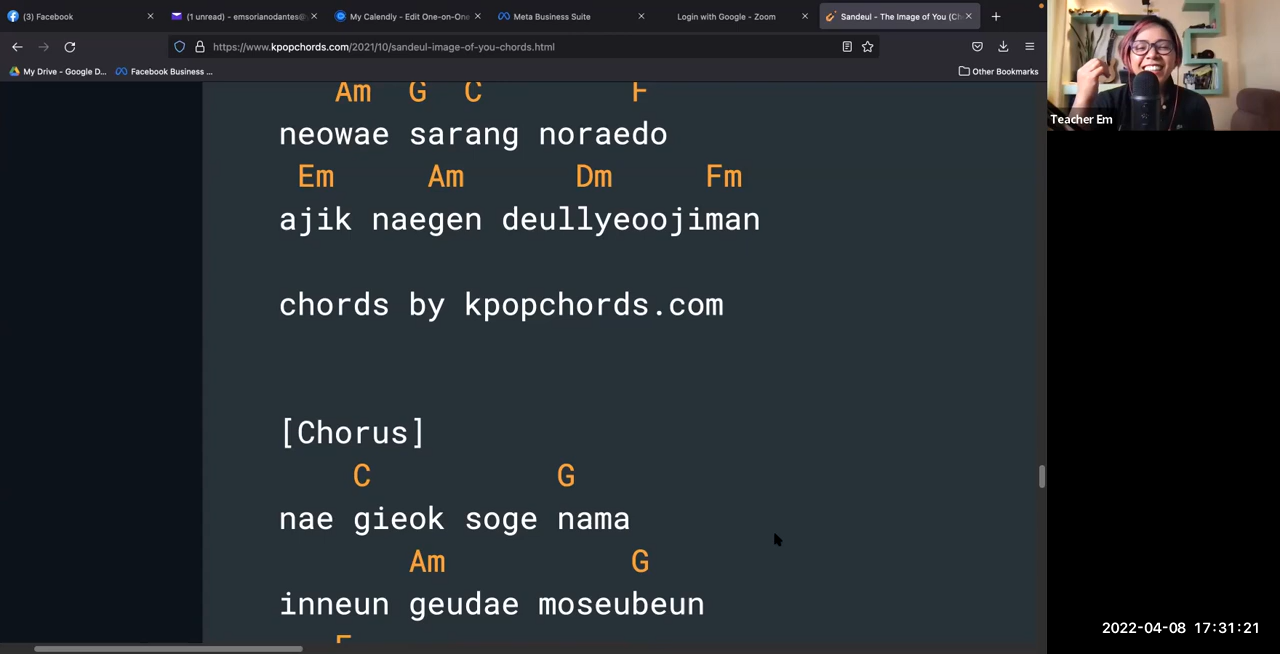 (3) Facebook
(1 unread) - emsorianodantes@
My Calendly - Edit One-on-One
Meta Business Suite
Login with Google - Zoom
Sandeul - The Image of You (Ch
https://www.kpopchords.com/2021/10/sandeul-image-of-you-chords.html
My Drive - Google D...
Facebook Business ...
Other Bookmarks
Teacher Em
Am G C F
neowae sarang noraedo
Em Am Dm Fm
ajik naegen deullyeoojiman
chords by kpopchords.com
[Chorus]
C G
nae gieok soge nama
Am G
inneun geudae moseubeun
2022-04-08 17:31:21